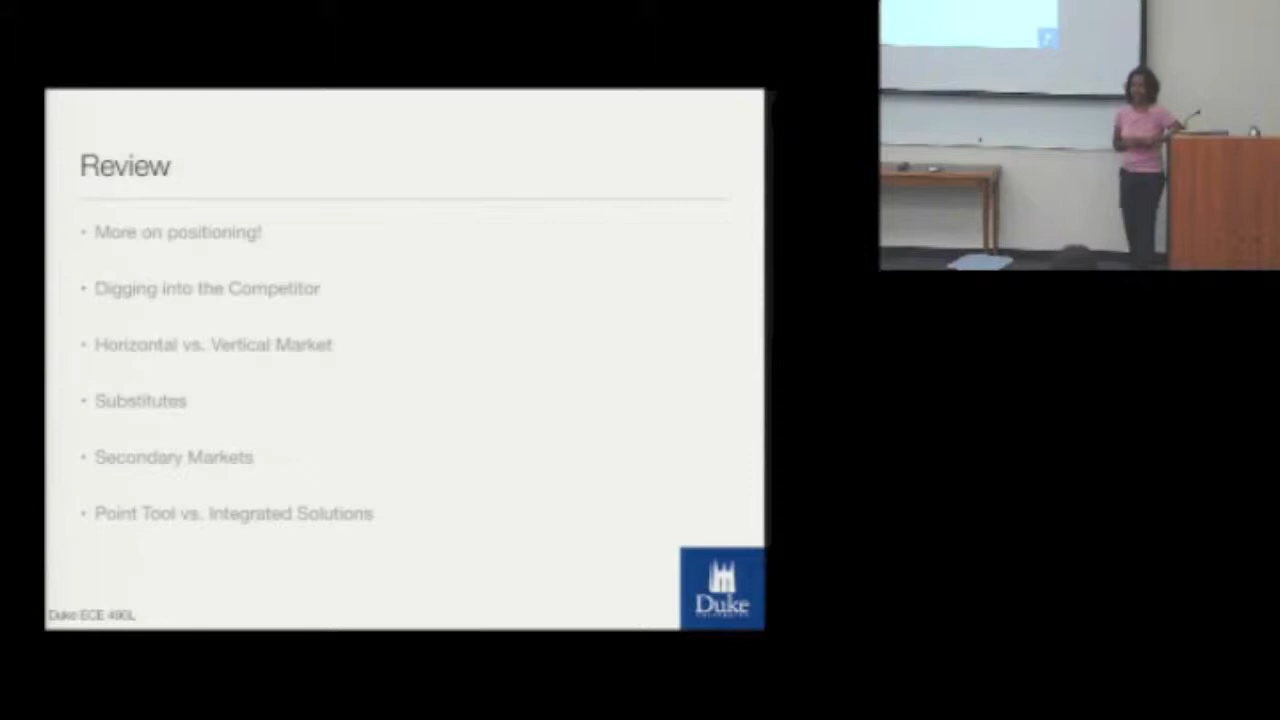 Review
• More on positioning!
• Digging into the Competitor
• Horizontal vs. Vertical Market
• Substitutes
• Secondary Markets
• Point Tool vs. Integrated Solutions
Duke ECE 490L
Duke